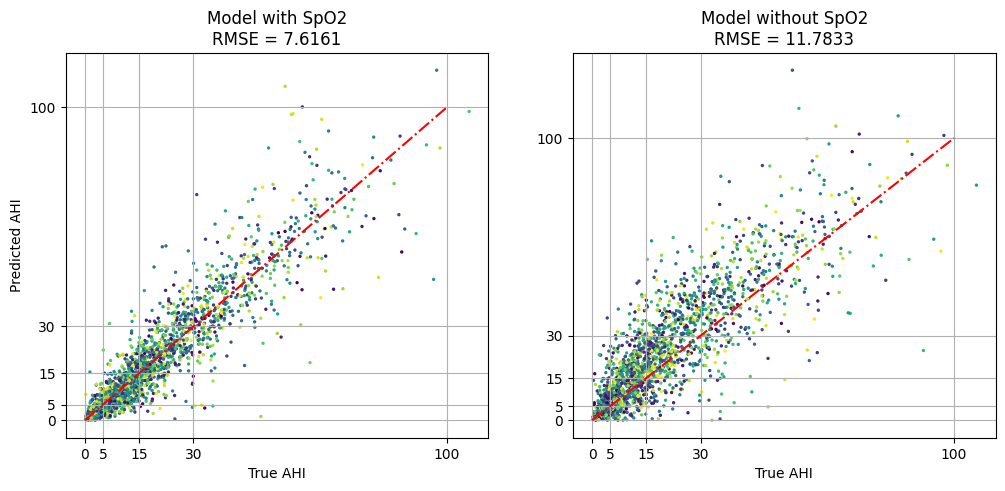 Model with SpO2
RMSE = 7.6161
Predicted AHI
100
30
15
5
0
0 5 15 30 100
True AHI
Model without SpO2
RMSE = 11.7833
100
30
15
5
0
0 5 15 30 100
True AHI